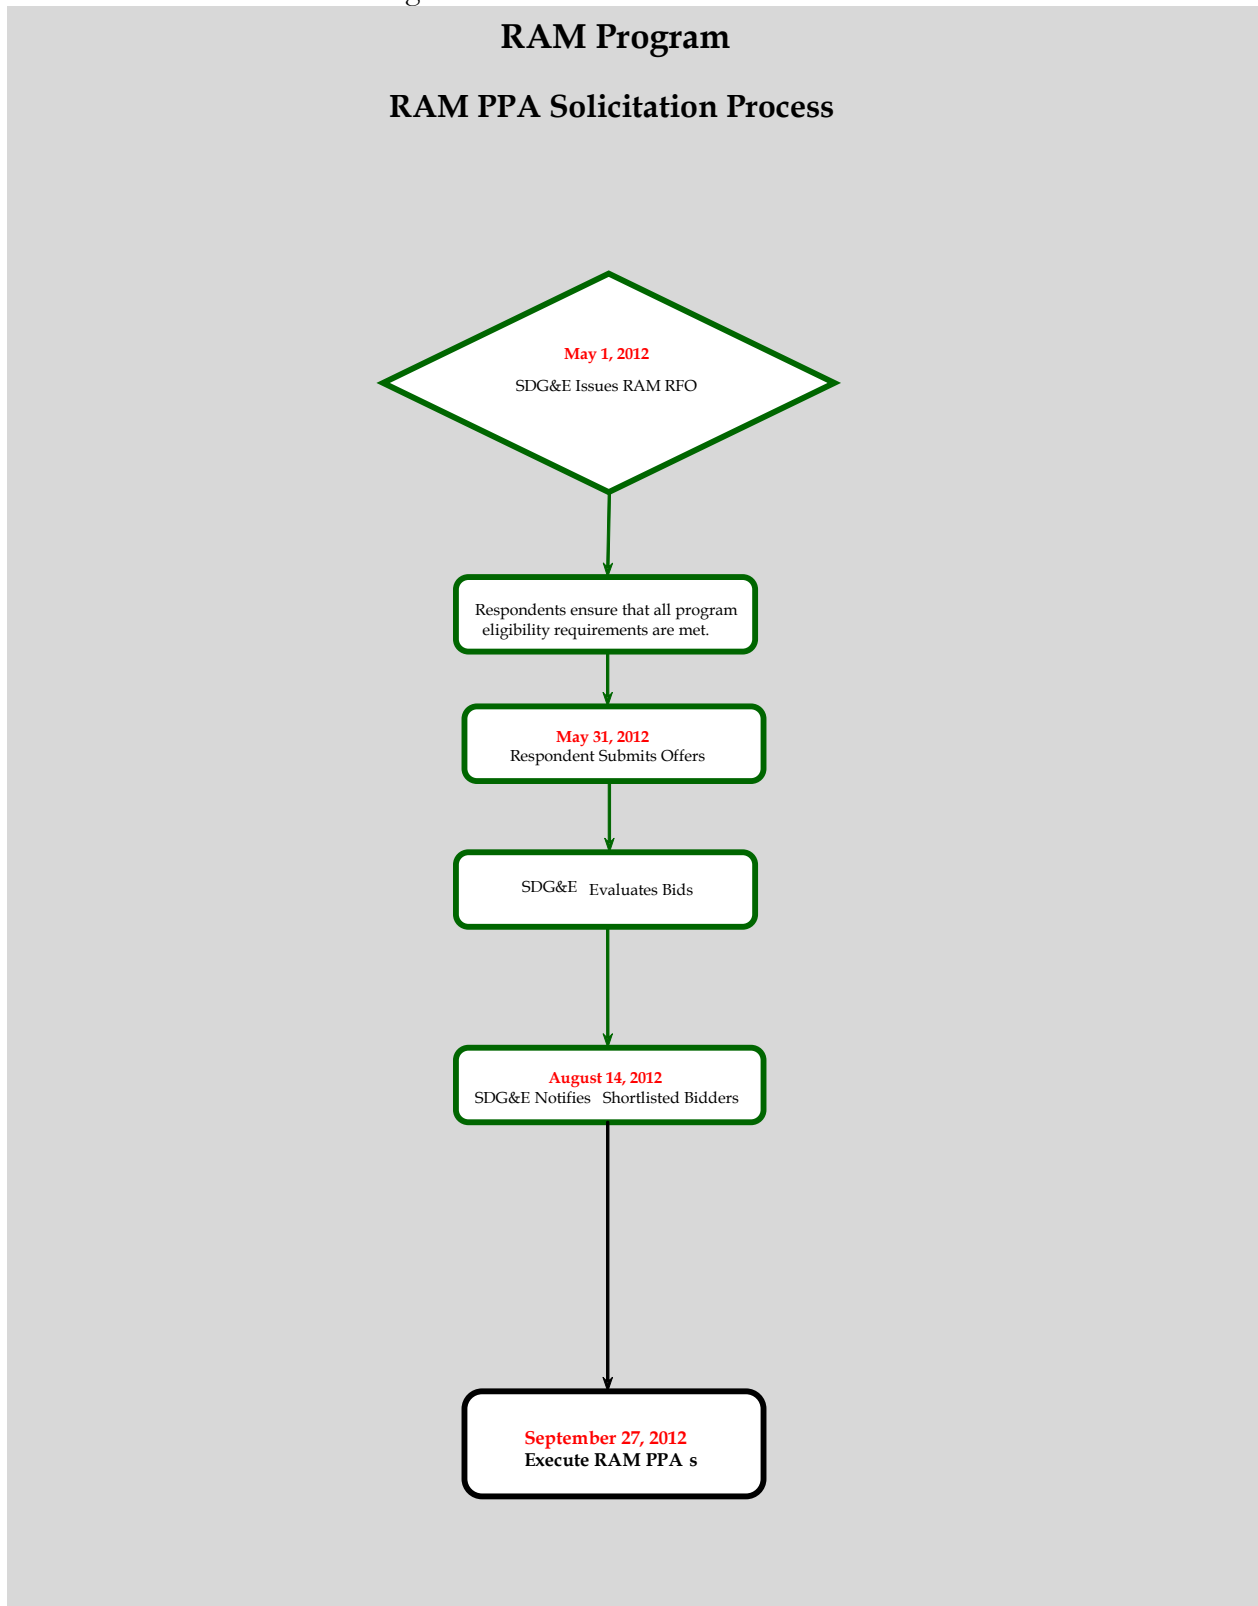 RAM Program
RAM PPA Solicitation Process
May 1, 2012
SDG&E Issues RAM RFO
Respondents ensure that all program
eligibility requirements are met.
May 31, 2012
Respondent Submits Offers
SDG&E Evaluates Bids
August 14, 2012
SDG&E Notifies Shortlisted Bidders
September 27, 2012
Execute RAM PPA s